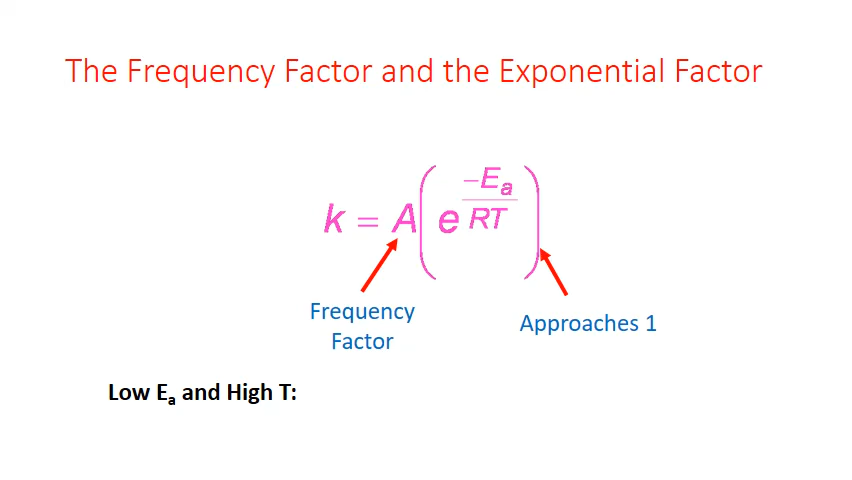 The Frequency Factor and the Exponential Factor
k = A(e^(−Eₐ/RT))
Frequency
Factor
Approaches 1
Low Eₐ and High T: